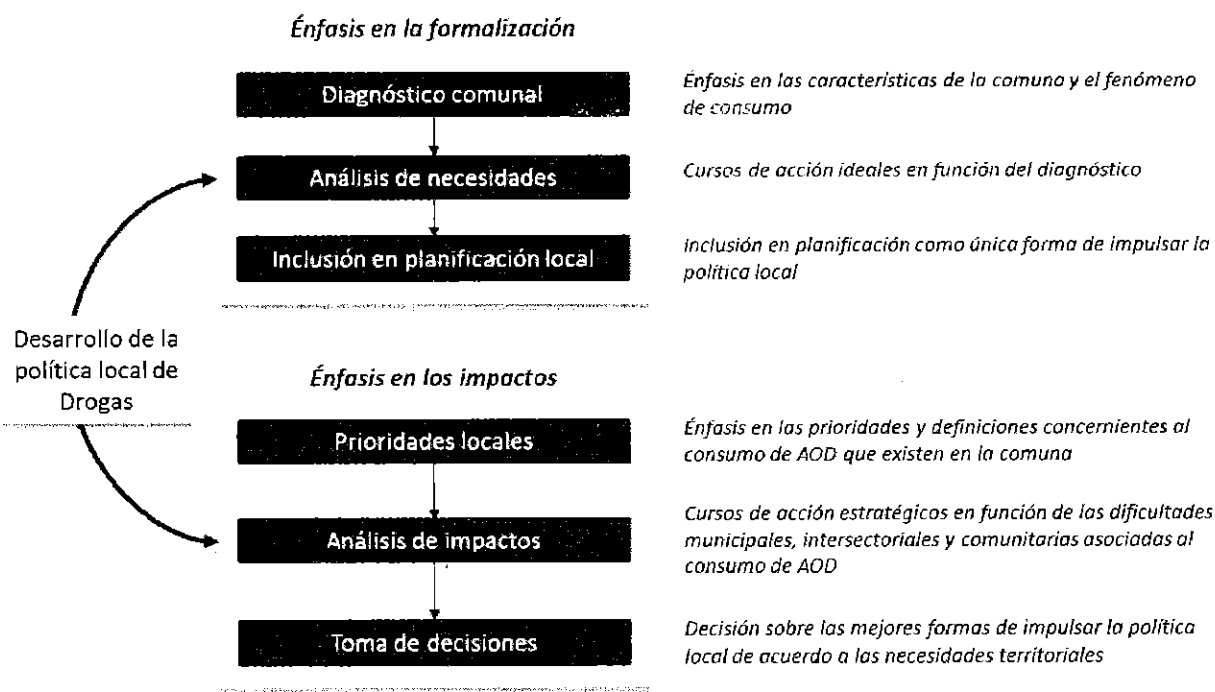 Énfasis en la formalización
Diagnóstico comunal
Énfasis en las características de la comuna y el fenómeno
de consumo
Análisis de necesidades
Cursos de acción ideales en función del diagnóstico
Inclusión en planificación local
Inclusión en planificación como única forma de impulsar la
política local
Desarrollo de la
política local de
Drogas
Énfasis en los impactos
Prioridades locales
Énfasis en las prioridades y definiciones concernientes al
consumo de AOD que existen en la comuna
Análisis de impactos
Cursos de acción estratégicos en función de las dificultades
municipales, intersectoriales y comunitarias asociadas al
consumo de AOD
Toma de decisiones
Decisión sobre las mejores formas de impulsar la política
local de acuerdo a las necesidades territoriales